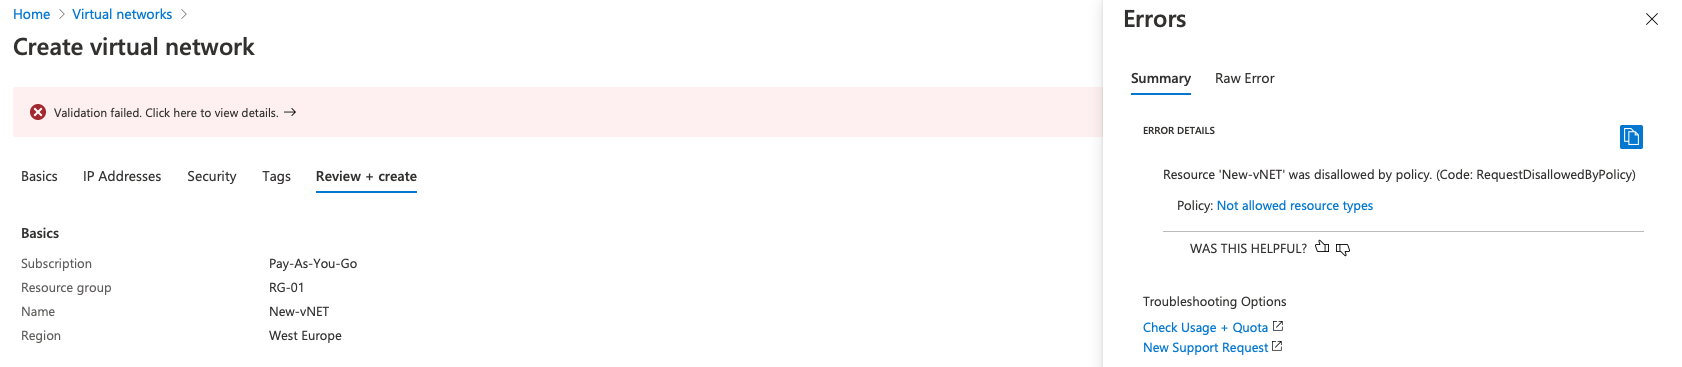 Home > Virtual networks >
Create virtual network
Validation failed. Click here to view details. →
Basics IP Addresses Security Tags Review + create
Basics
Subscription Pay-As-You-Go
Resource group RG-01
Name New-vNET
Region West Europe
Errors
Summary Raw Error
ERROR DETAILS
Resource 'New-vNET' was disallowed by policy. (Code: RequestDisallowedByPolicy)
Policy: Not allowed resource types
WAS THIS HELPFUL?
Troubleshooting Options
Check Usage + Quota
New Support Request